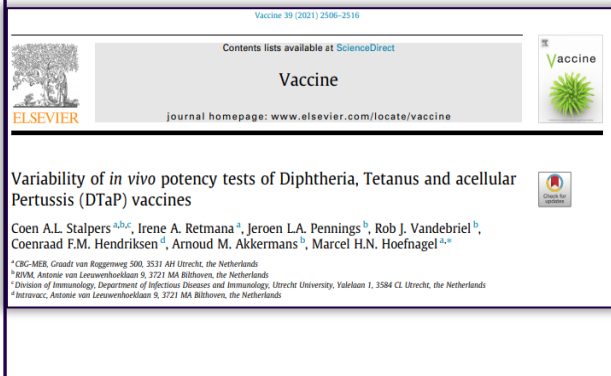 Vaccine 39 (2021) 2506–2516
Contents lists available at ScienceDirect
Vaccine
journal homepage: www.elsevier.com/locate/vaccine
ELSEVIER
Vaccine
Variability of in vivo potency tests of Diphtheria, Tetanus and acellular
Pertussis (DTaP) vaccines
Check for
updates
Coen A.L. Stalpers a,b,c, Irene A. Retmana a, Jeroen L.A. Pennings b, Rob J. Vandebriel b,
Coenraad F.M. Hendriksen d, Arnoud M. Akkermans b, Marcel H.N. Hoefnagel a,*
a CBG-MEB, Graadt van Roggenweg 500, 3531 AH Utrecht, the Netherlands
b RIVM, Antonie van Leeuwenhoeklaan 9, 3721 MA Bilthoven, the Netherlands
c Division of Immunology, Department of Infectious Diseases and Immunology, Utrecht University, Yalelaan 1, 3584 CL Utrecht, the Netherlands
d Intravacc, Antonie van Leeuwenhoeklaan 9, 3721 MA Bilthoven, the Netherlands